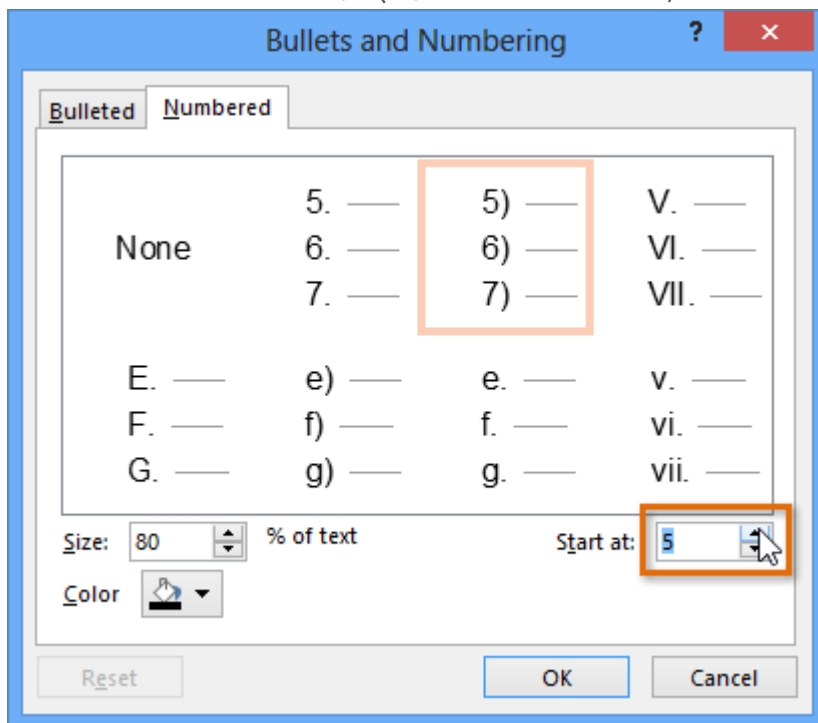 Bullets and Numbering ? ×
Bulleted Numbered
5. 5) V.
None 6. 6) VI.
7. 7) VII.
E. e) e. v.
F. f) f. vi.
G. g) g. vii.
Size: 80 % of text Start at: 5
Color
Reset OK Cancel